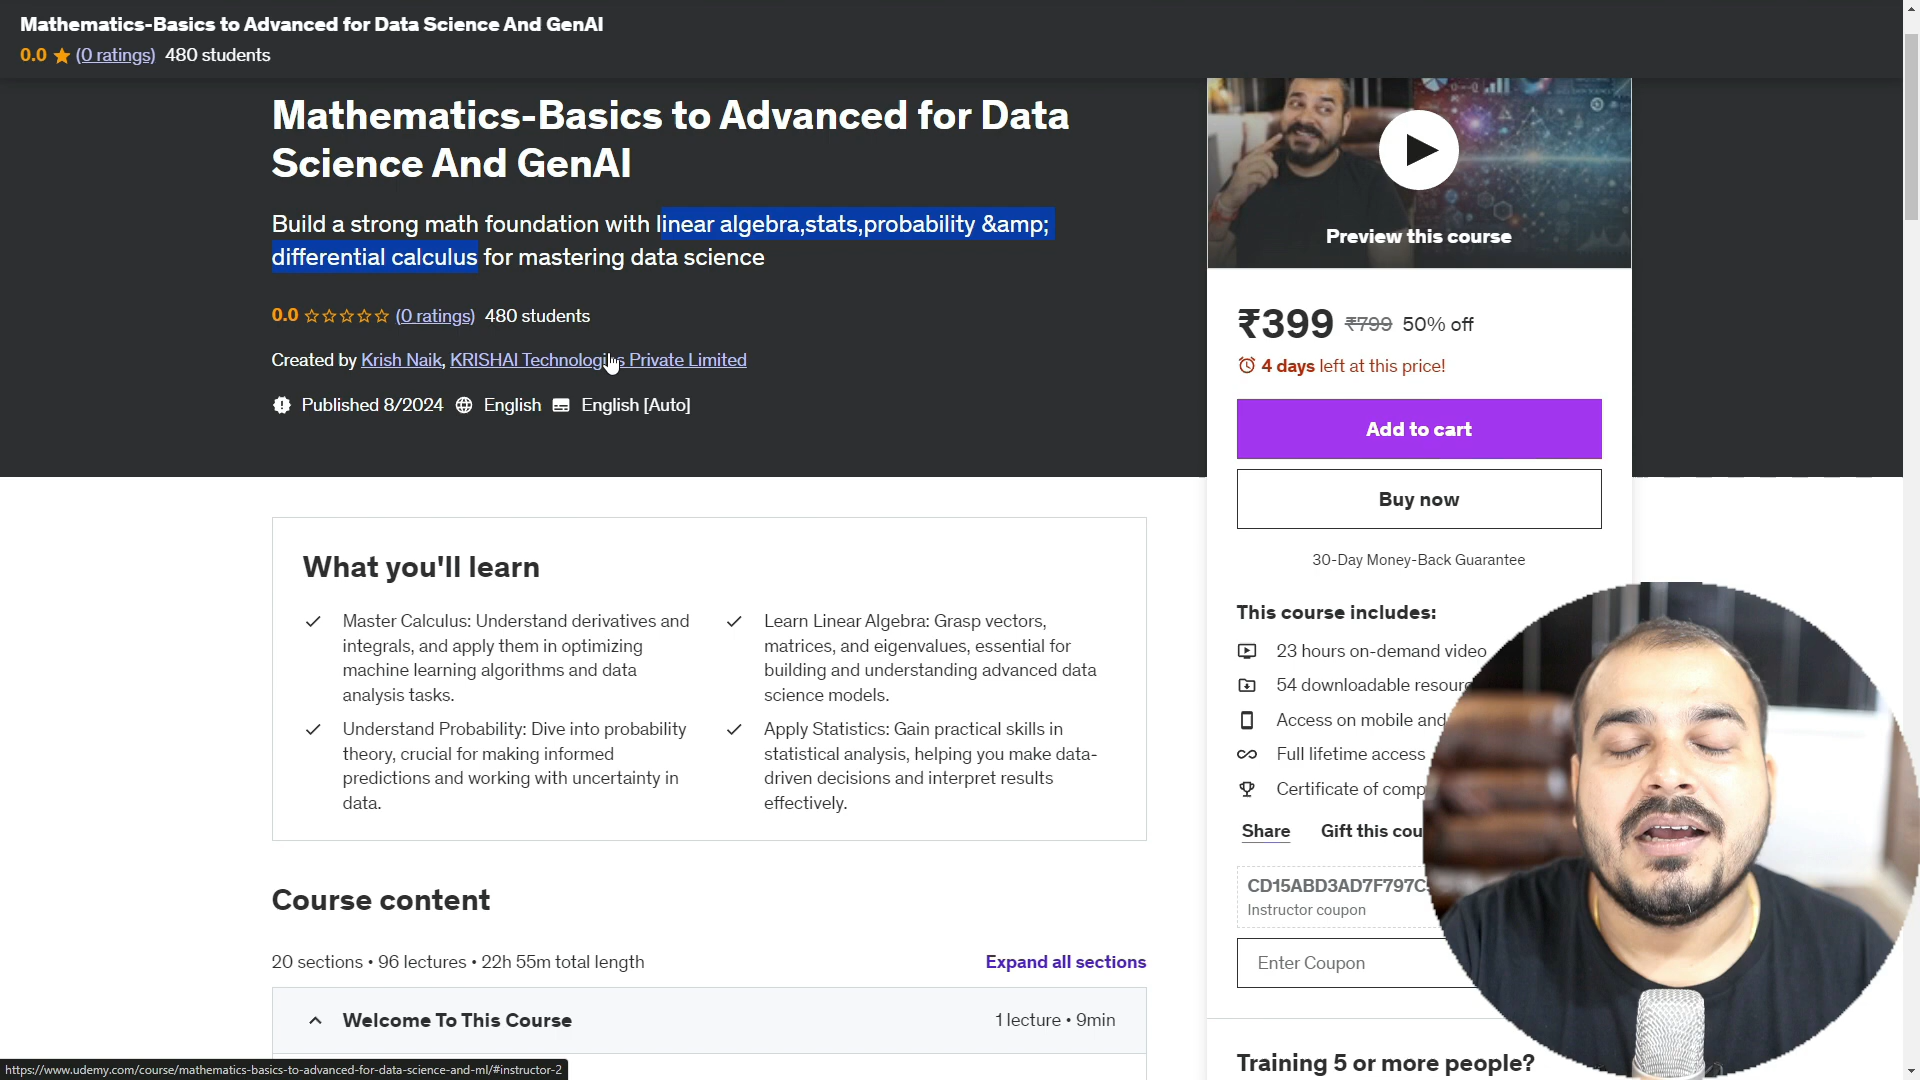 Mathematics-Basics to Advanced for Data Science And GenAI
0.0 (0 ratings) 480 students
Mathematics-Basics to Advanced for Data
Science And GenAI
Build a strong math foundation with linear algebra,stats,probability &amp;
differential calculus for mastering data science
0.0 (0 ratings) 480 students
Created by Krish Naik, KRISHAI Technologies Private Limited
Published 8/2024 English English [Auto]
Preview this course
₹399 ₹799 50% off
4 days left at this price!
Add to cart
Buy now
30-Day Money-Back Guarantee
This course includes:
23 hours on-demand video
54 downloadable resour
Access on mobile and
Full lifetime access
Certificate of comp
Share Gift this cou
CD15ABD3AD7F797C
Instructor coupon
Enter Coupon
Training 5 or more people?
What you'll learn
Master Calculus: Understand derivatives and
integrals, and apply them in optimizing
machine learning algorithms and data
analysis tasks.
Understand Probability: Dive into probability
theory, crucial for making informed
predictions and working with uncertainty in
data.
Learn Linear Algebra: Grasp vectors,
matrices, and eigenvalues, essential for
building and understanding advanced data
science models.
Apply Statistics: Gain practical skills in
statistical analysis, helping you make data-
driven decisions and interpret results
effectively.
Course content
20 sections • 96 lectures • 22h 55m total length
Expand all sections
Welcome To This Course
1 lecture • 9min
https://www.udemy.com/course/mathematics-basics-to-advanced-for-data-science-and-ml/#instructor-2